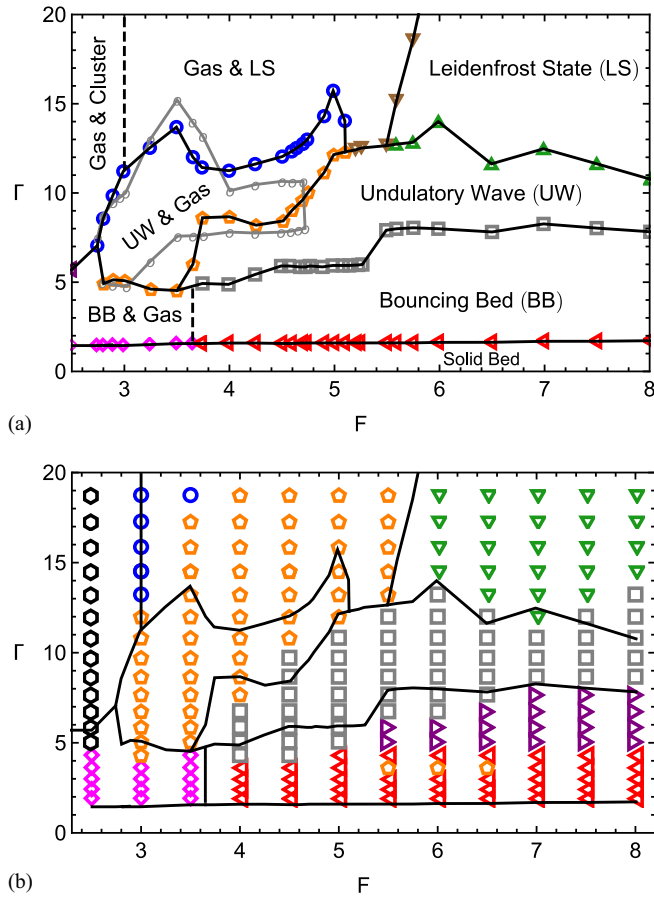 20
Gas & Cluster
Gas & LS
Leidenfrost State (LS)
15
Γ
10
UW & Gas
Undulatory Wave (UW)
5
BB & Gas
Bouncing Bed (BB)
Solid Bed
0
3 4 5 6 7 8
(a)
F
20
15
Γ
10
5
0
3 4 5 6 7 8
(b)
F